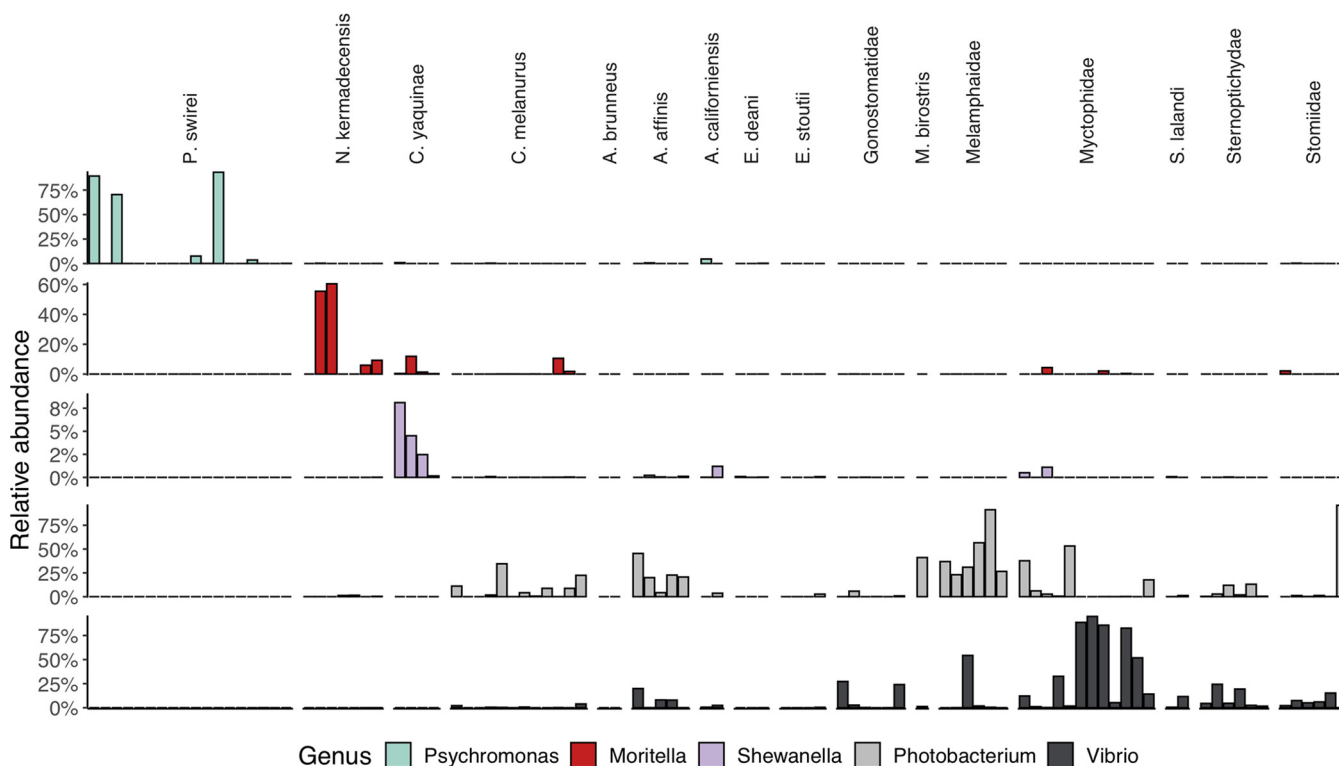 P. swirei
N. kermadecensis
C. yaquinae
C. melanurus
A. brunneus
A. affinis
A. californiensis
E. deani
E. stoutii
Gonostomatidae
M. birostris
Melamphaidae
Myctophidae
S. lalandi
Sternoptichydae
Stomiidae
Relative abundance
75%
50%
25%
0%
60%
40%
20%
0%
8%
5%
2%
0%
75%
50%
25%
0%
75%
50%
25%
0%
Genus Psychromonas Moritella Shewanella Photobacterium Vibrio